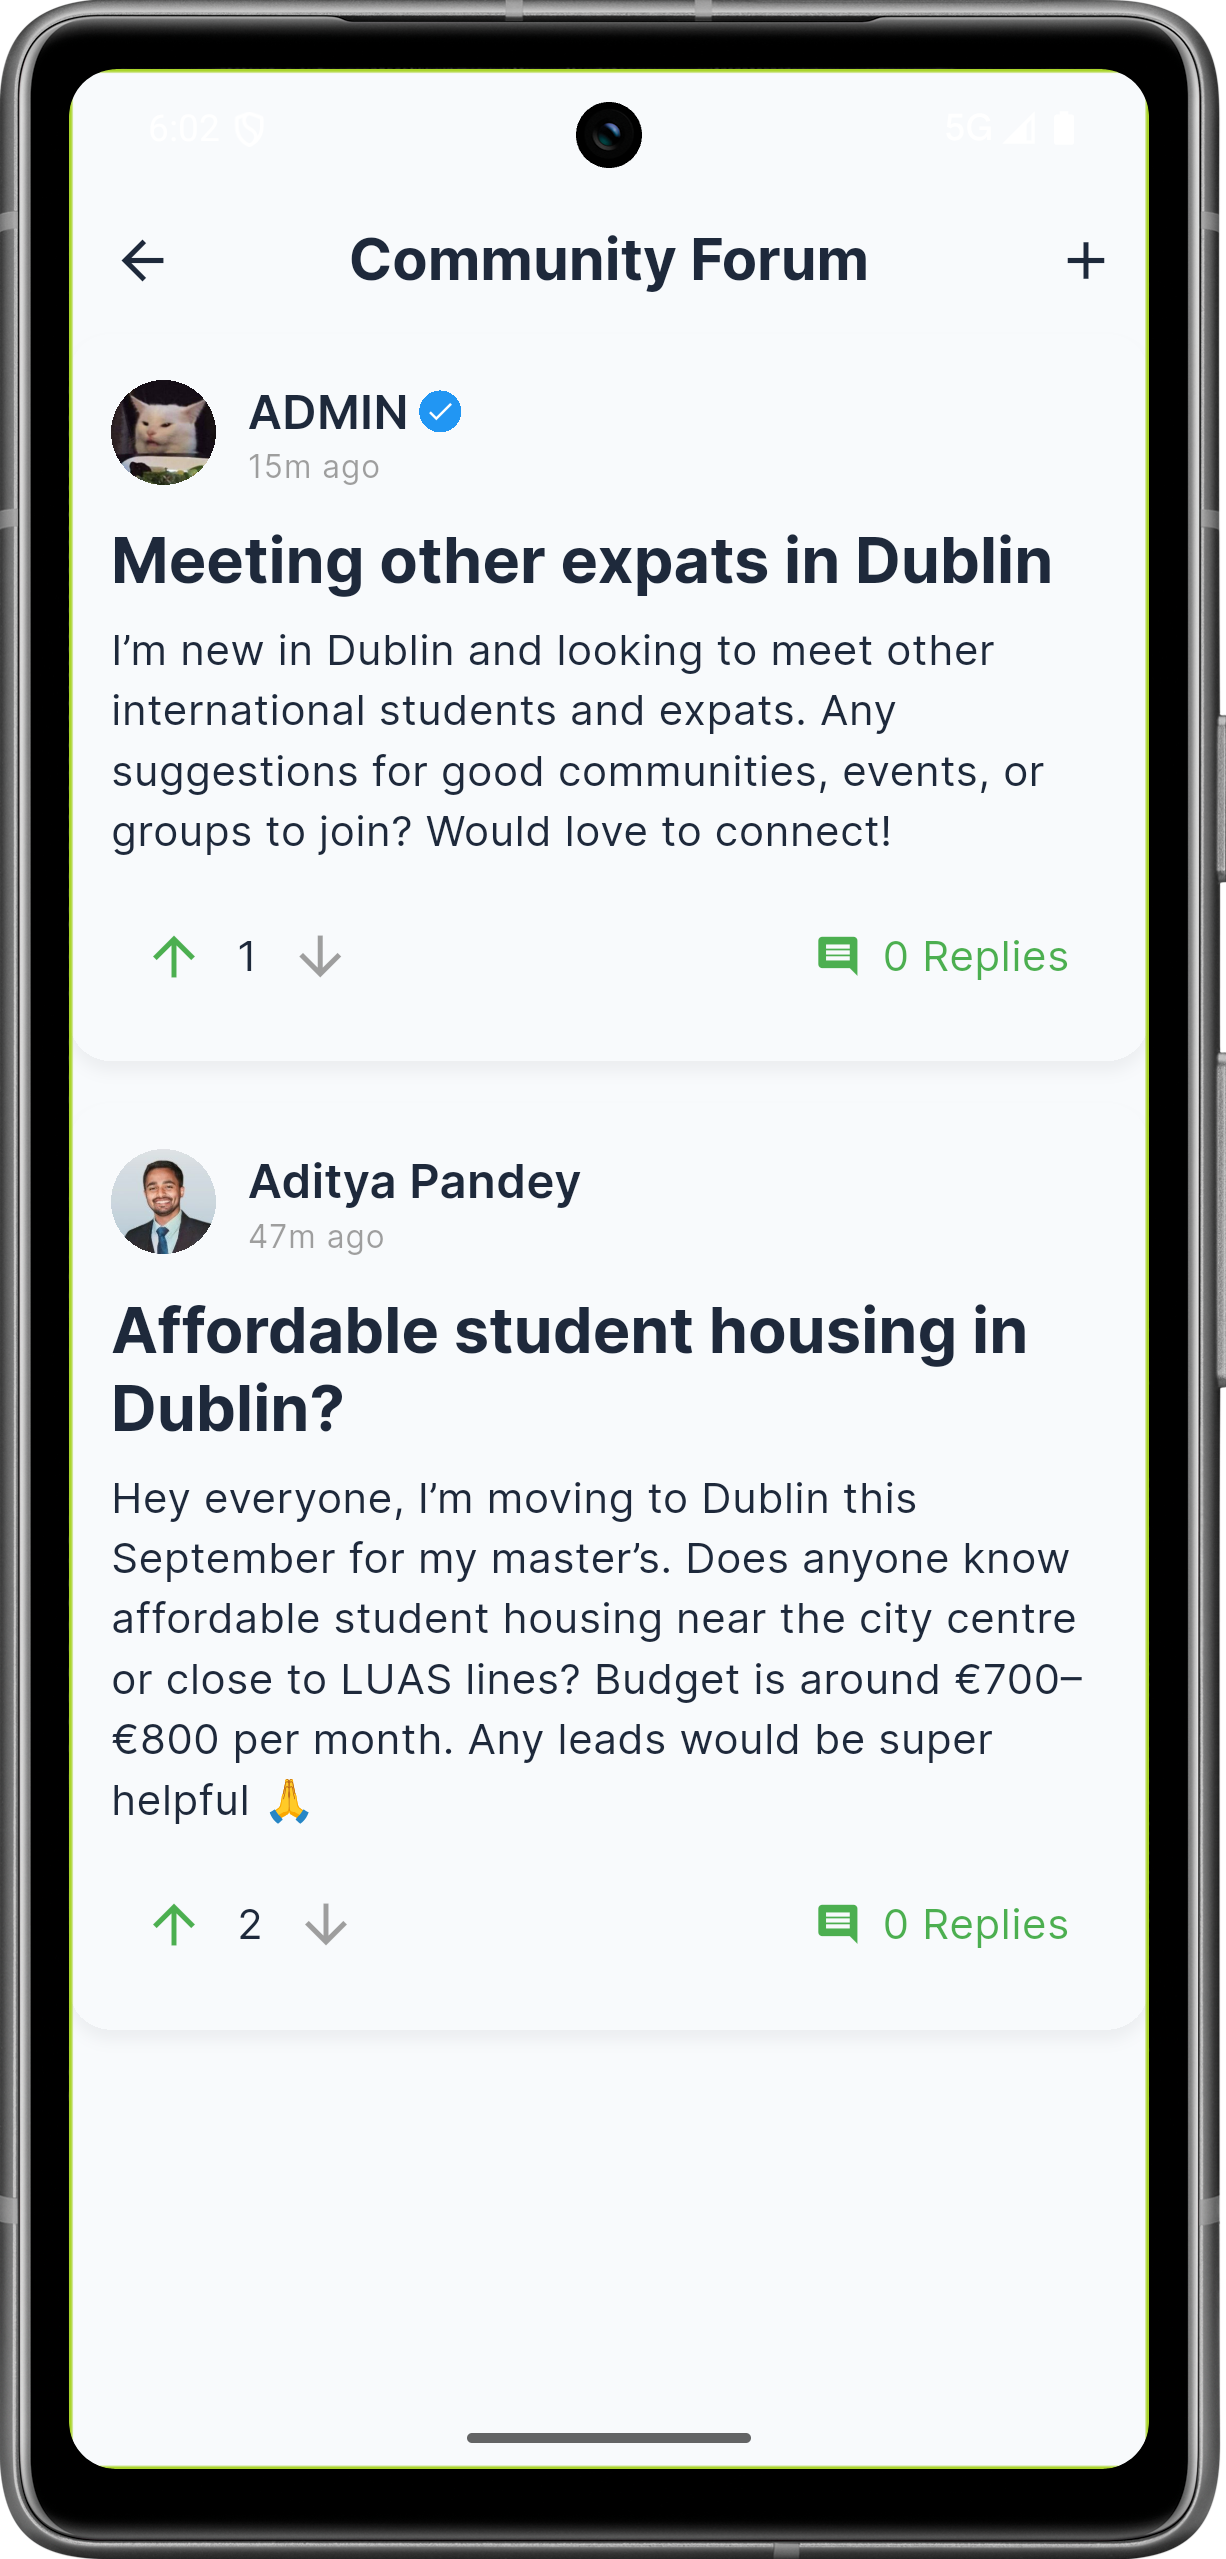 6:02 5G
Community Forum
ADMIN
15m ago
Meeting other expats in Dublin
I’m new in Dublin and looking to meet other
international students and expats. Any
suggestions for good communities, events, or
groups to join? Would love to connect!
1 0 Replies
Aditya Pandey
47m ago
Affordable student housing in
Dublin?
Hey everyone, I’m moving to Dublin this
September for my master’s. Does anyone know
affordable student housing near the city centre
or close to LUAS lines? Budget is around €700–
€800 per month. Any leads would be super
helpful 🙏
2 0 Replies